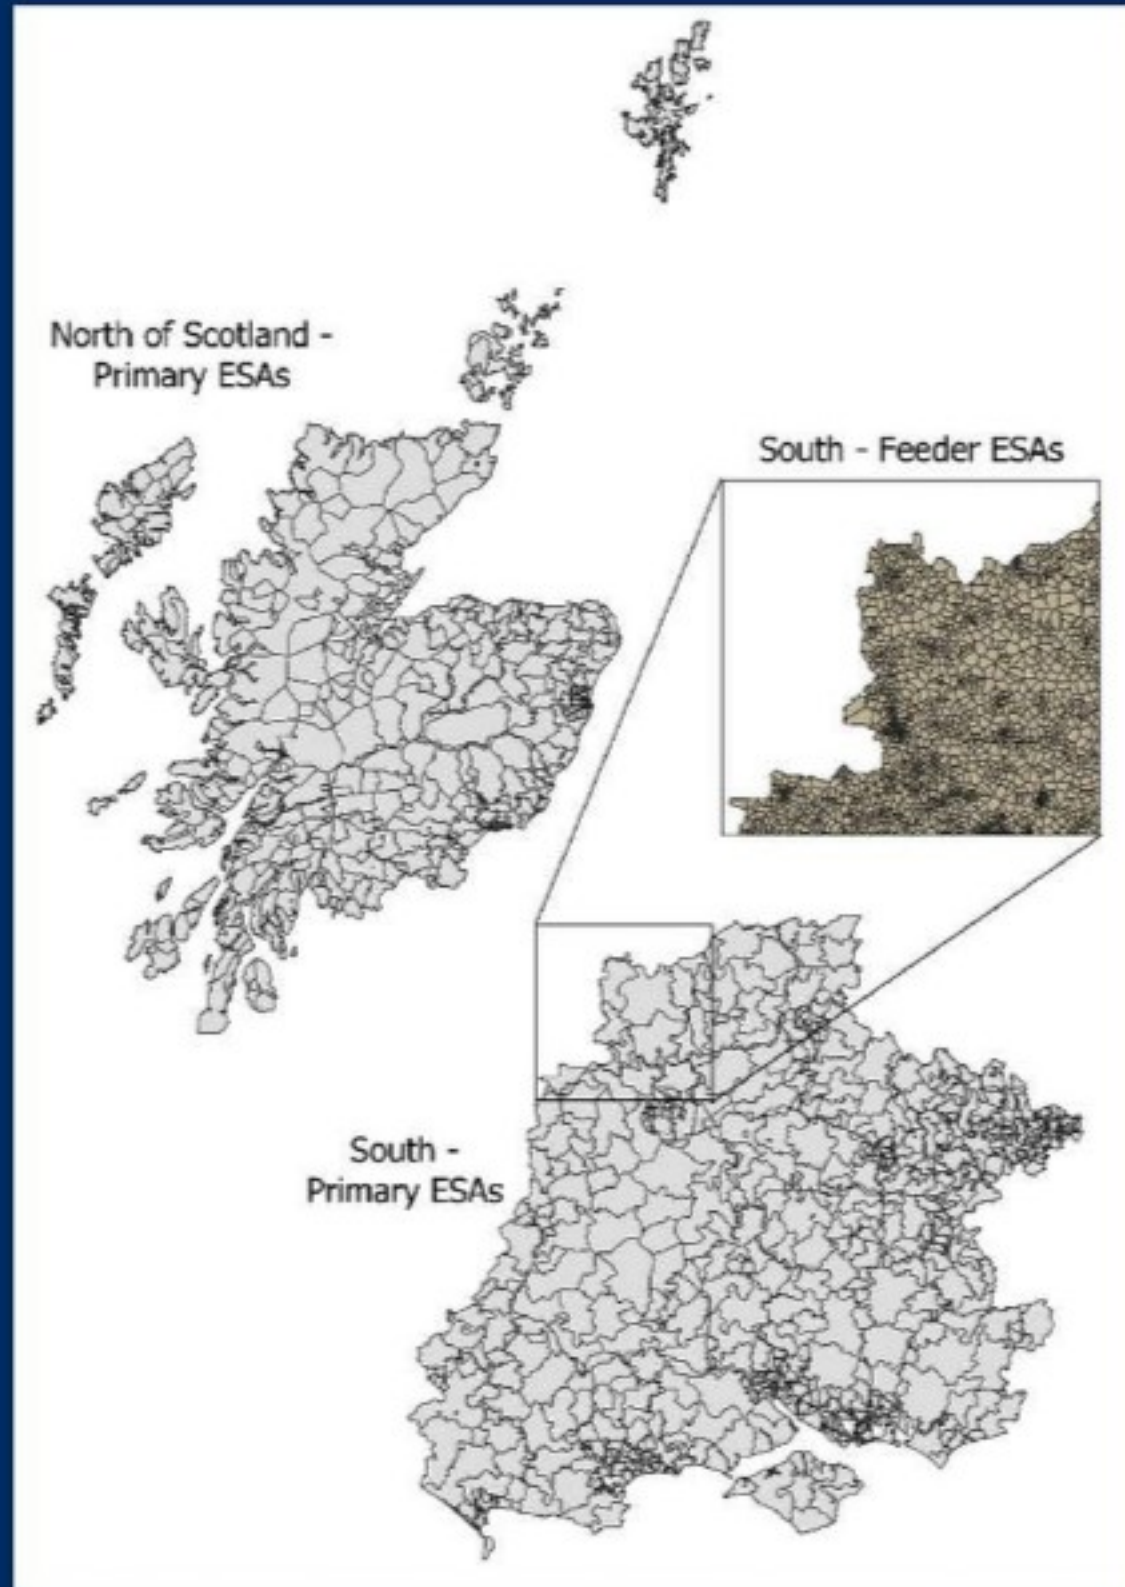 North of Scotland -
Primary ESAs
South - Feeder ESAs
South -
Primary ESAs